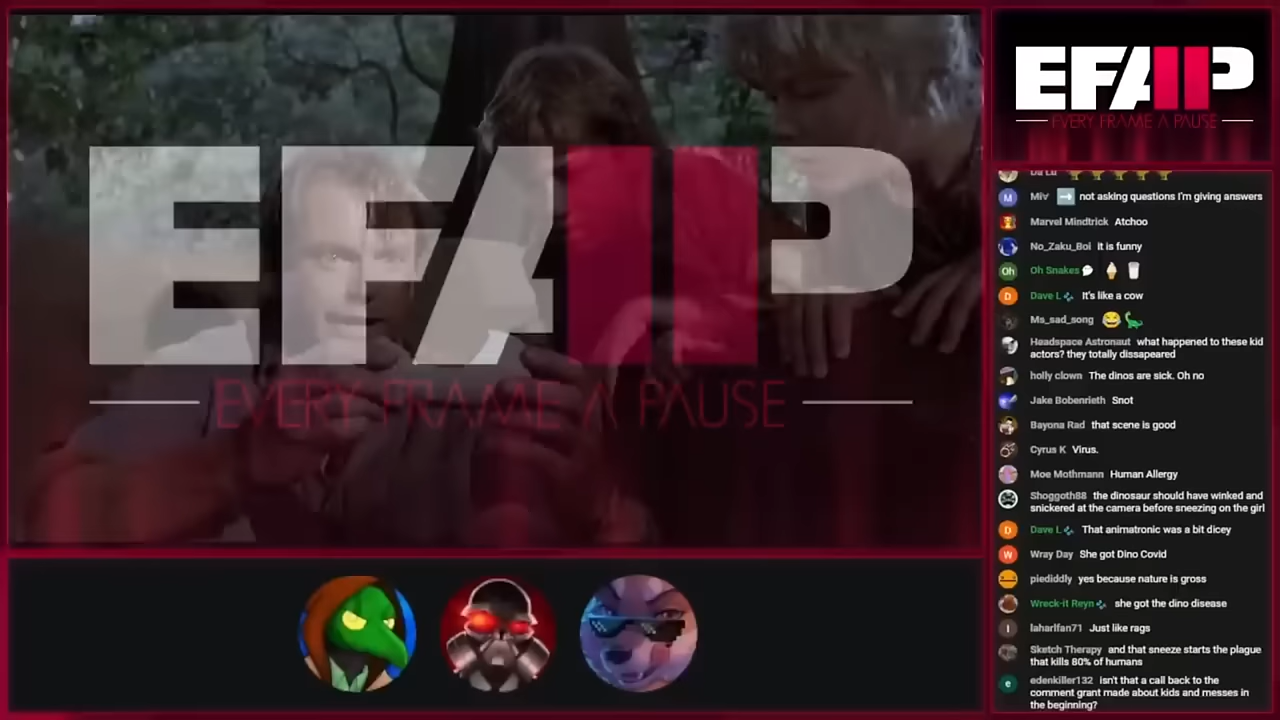 EFAP
EVERY FRAME A PAUSE
EFAP
EVERY FRAME A PAUSE
Da Lu
M Miv not asking questions I'm giving answers
Marvel Mindtrick Atchoo
No_Zaku_Boi it is funny
Oh Oh Snakes
D Dave L It's like a cow
Ms_sad_song
Headspace Astronaut what happened to these kid
actors? they totally dissapeared
holly clown The dinos are sick. Oh no
Jake Bobenrieth Snot
Bayona Rad that scene is good
Cyrus K Virus.
Moe Mothmann Human Allergy
Shoggoth88 the dinosaur should have winked and
snickered at the camera before sneezing on the girl
D Dave L That animatronic was a bit dicey
W Wray Day She got Dino Covid
piediddly yes because nature is gross
Wreck-it Reyn she got the dino disease
l laharlfan71 Just like rags
Sketch Therapy and that sneeze starts the plague
that kills 80% of humans
e edenkiller132 isn't that a call back to the
comment grant made about kids and messes in
the beginning?